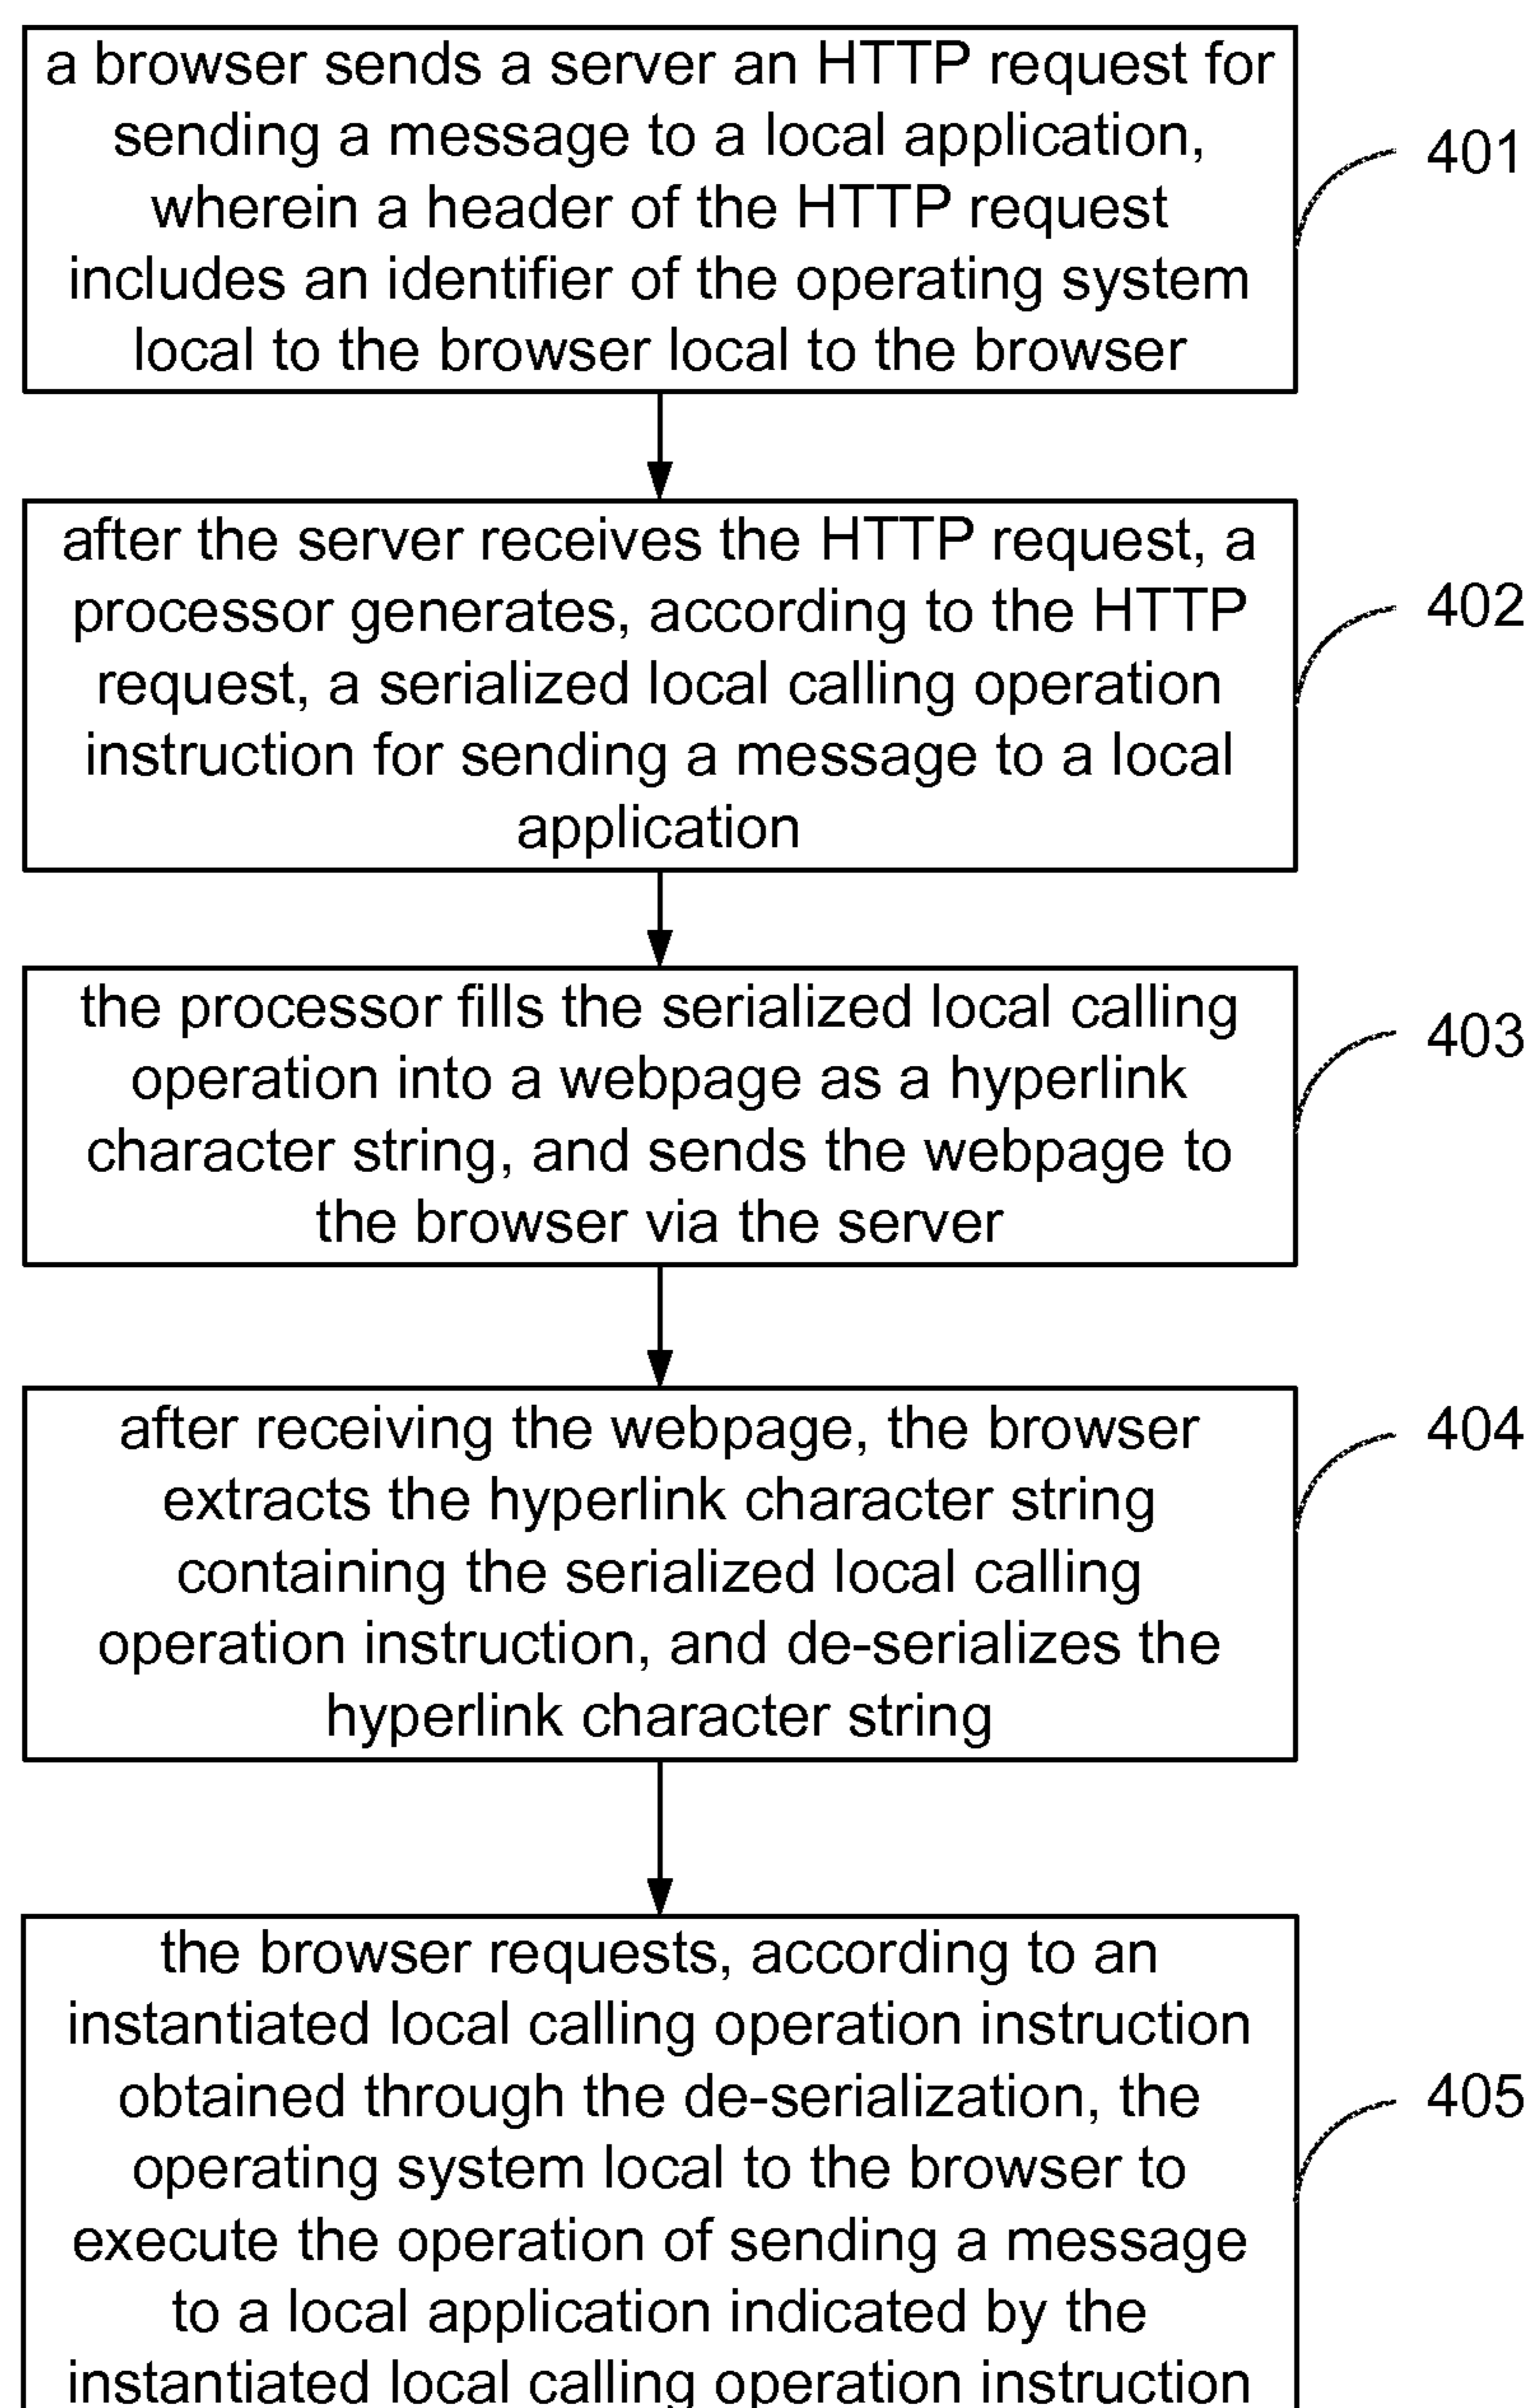 a browser sends a server an HTTP request for
sending a message to a local application,
wherein a header of the HTTP request
includes an identifier of the operating system
local to the browser local to the browser
401
after the server receives the HTTP request, a
processor generates, according to the HTTP
request, a serialized local calling operation
instruction for sending a message to a local
application
402
the processor fills the serialized local calling
operation into a webpage as a hyperlink
character string, and sends the webpage to
the browser via the server
403
after receiving the webpage, the browser
extracts the hyperlink character string
containing the serialized local calling
operation instruction, and de-serializes the
hyperlink character string
404
the browser requests, according to an
instantiated local calling operation instruction
obtained through the de-serialization, the
operating system local to the browser to
execute the operation of sending a message
to a local application indicated by the
instantiated local calling operation instruction
405